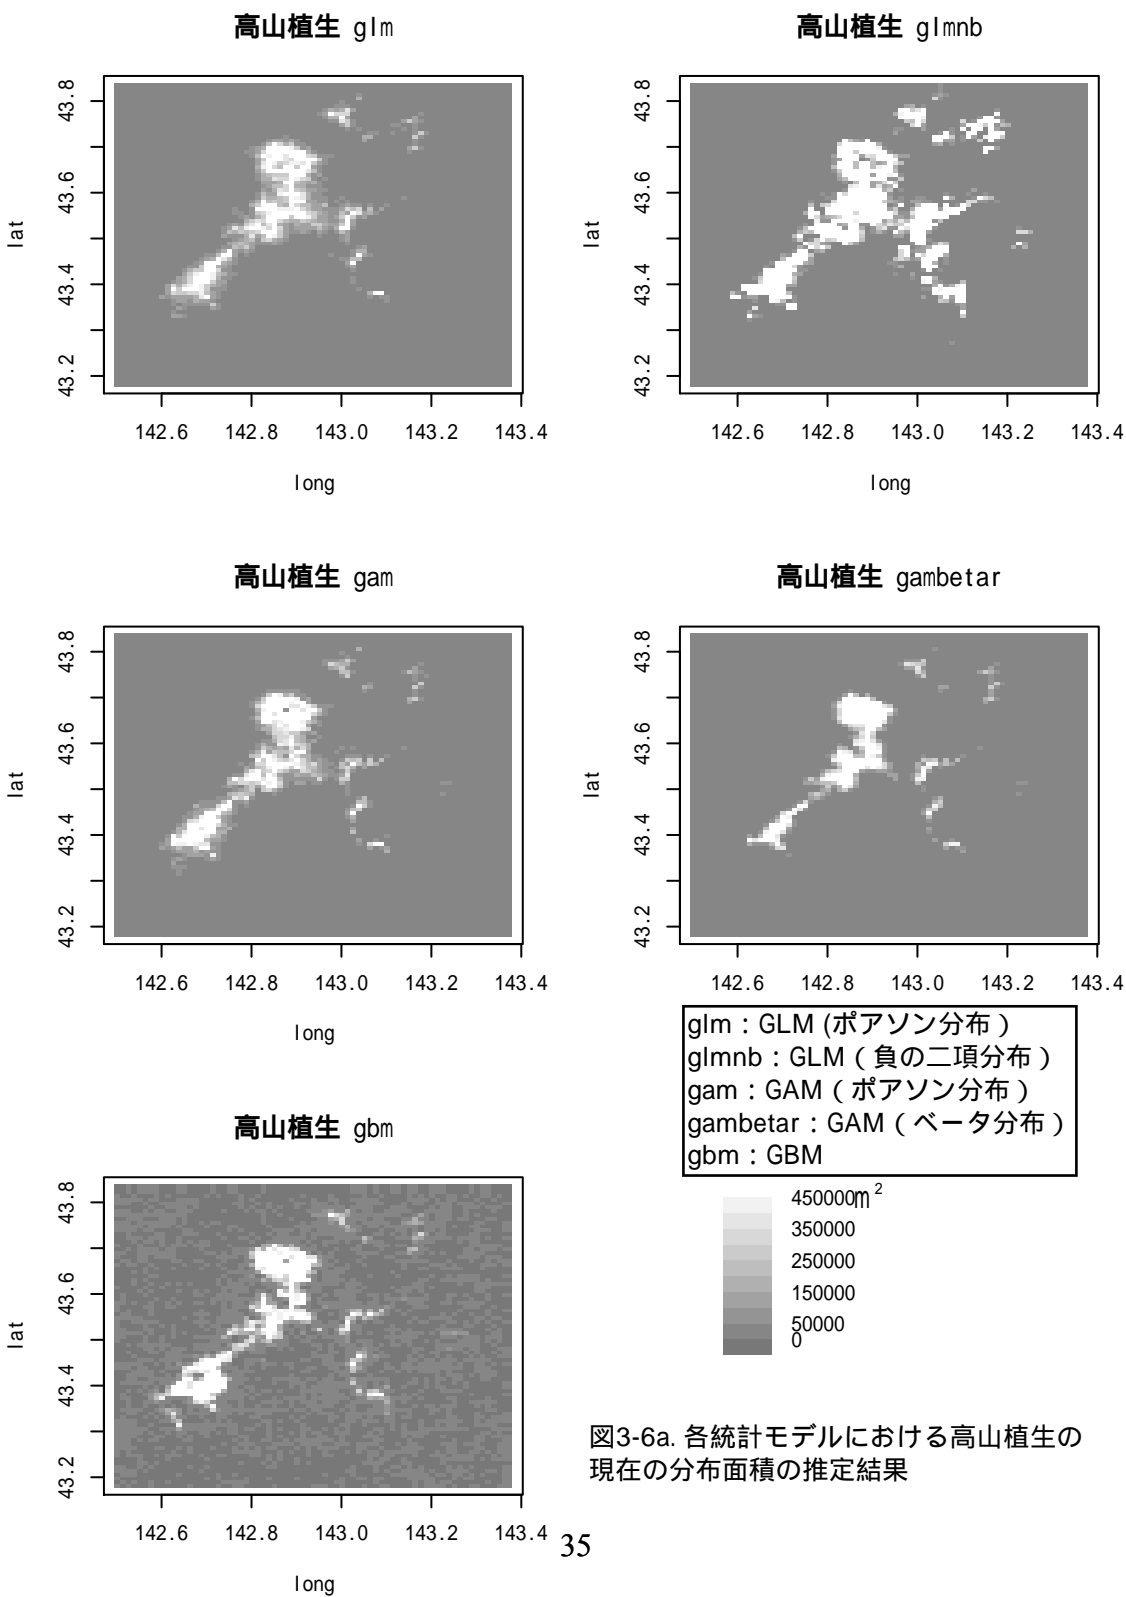 高山植生 glm
43.8
43.6
43.4
43.2
lat
142.6 142.8 143.0 143.2 143.4
long
高山植生 glmnb
43.8
43.6
43.4
43.2
lat
142.6 142.8 143.0 143.2 143.4
long
高山植生 gam
43.8
43.6
43.4
43.2
lat
142.6 142.8 143.0 143.2 143.4
long
高山植生 gambetar
43.8
43.6
43.4
43.2
lat
142.6 142.8 143.0 143.2 143.4
glm：GLM (ポアソン分布）
glmnb：GLM（負の二項分布）
gam：GAM（ポアソン分布）
gambetar：GAM（ベータ分布）
gbm：GBM
高山植生 gbm
43.8
43.6
43.4
43.2
lat
142.6 142.8 143.0 143.2 143.4
long
450000m²
350000
250000
150000
50000
0
図3-6a. 各統計モデルにおける高山植生の
現在の分布面積の推定結果
35